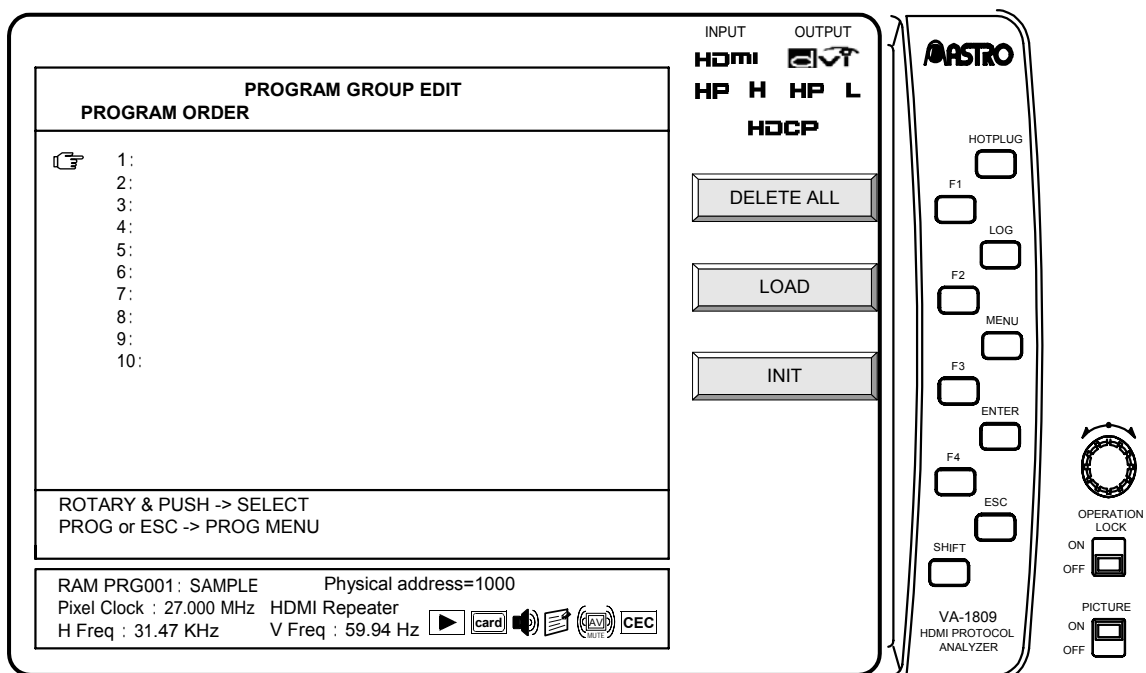 INPUT OUTPUT
HDMI DVI
HP H HP L
HDCP
PROGRAM GROUP EDIT
PROGRAM ORDER
1:
2:
3:
4:
5:
6:
7:
8:
9:
10:
ROTARY & PUSH -> SELECT
PROG or ESC -> PROG MENU
RAM PRG001: SAMPLE Physical address=1000
Pixel Clock : 27.000 MHz HDMI Repeater
H Freq : 31.47 KHz V Freq : 59.94 Hz
card
AV
MUTE
CEC
DELETE ALL
LOAD
INIT
ASTRO
HOTPLUG
F1
LOG
F2
MENU
F3
ENTER
F4
ESC
SHIFT
VA-1809
HDMI PROTOCOL
ANALYZER
OPERATION
LOCK
ON
OFF
PICTURE
ON
OFF